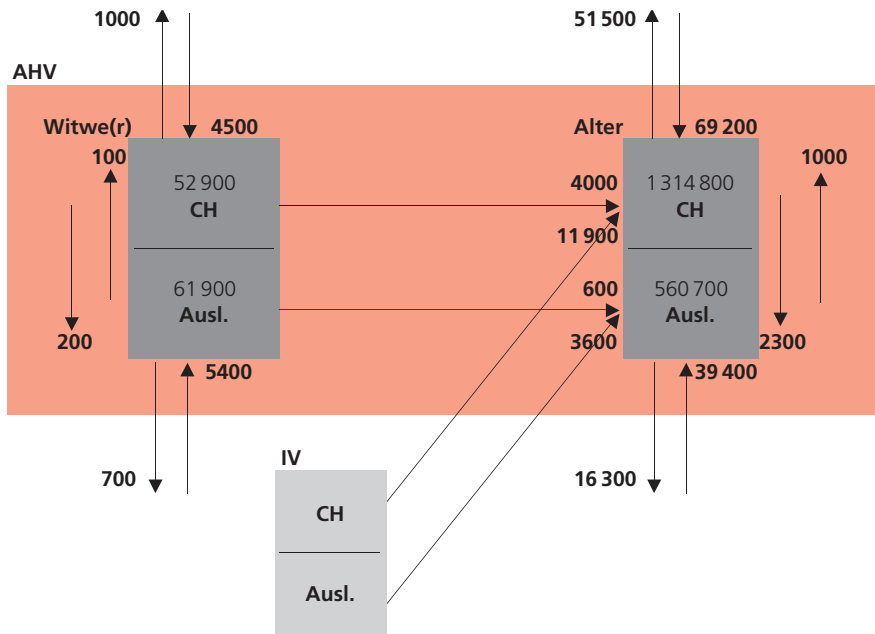 1000
51 500
AHV
Witwe(r)
4500
Alter
69 200
100
1000
52 900
CH
4000
1 314 800
CH
11 900
61 900
Ausl.
600
560 700
Ausl.
200
3600
2300
5400
39 400
700
16 300
IV
CH
Ausl.